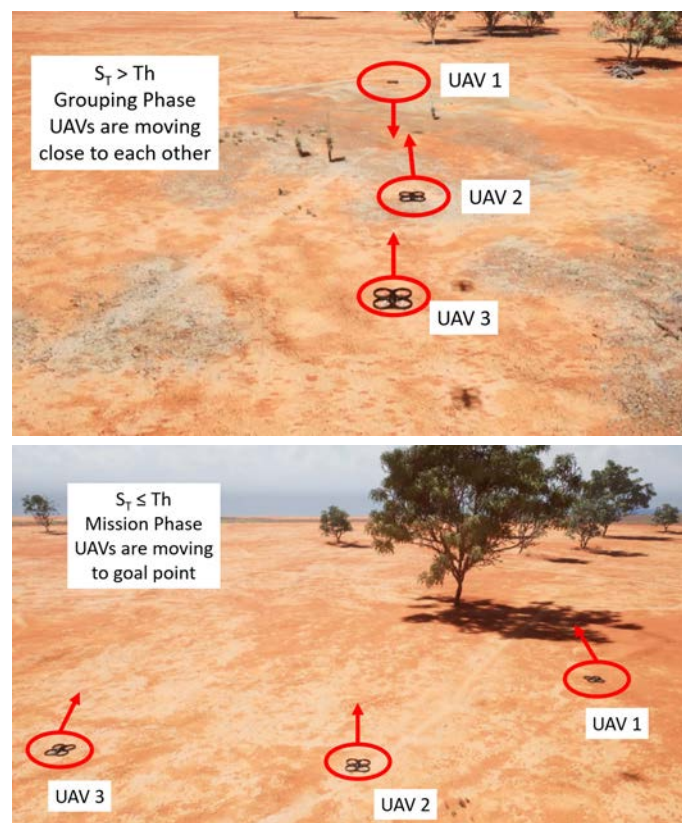 S_T > Th
Grouping Phase
UAVs are moving
close to each other
UAV 1
UAV 2
UAV 3
S_T ≤ Th
Mission Phase
UAVs are moving
to goal point
UAV 1
UAV 3
UAV 2